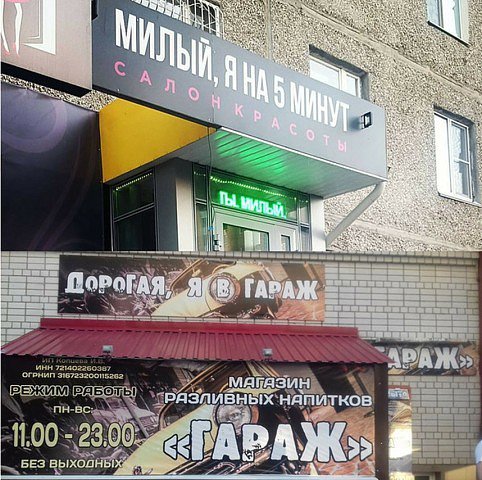 МИЛЫЙ, Я НА 5 МИНУТ
САЛОН КРАСОТЫ
ТЫ. МИЛЫЙ.
ДОРОГАЯ, Я В ГАРАЖ
АРАЖ»
ИП Копцева И.В.
ИНН 721402260387
ОГРНИП 316723200115262
РЕЖИМ РАБОТЫ
ПН-ВС:
11.00 - 23.00
БЕЗ ВЫХОДНЫХ
МАГАЗИН
РАЗЛИВНЫХ НАПИТКОВ
«ГАРАЖ»